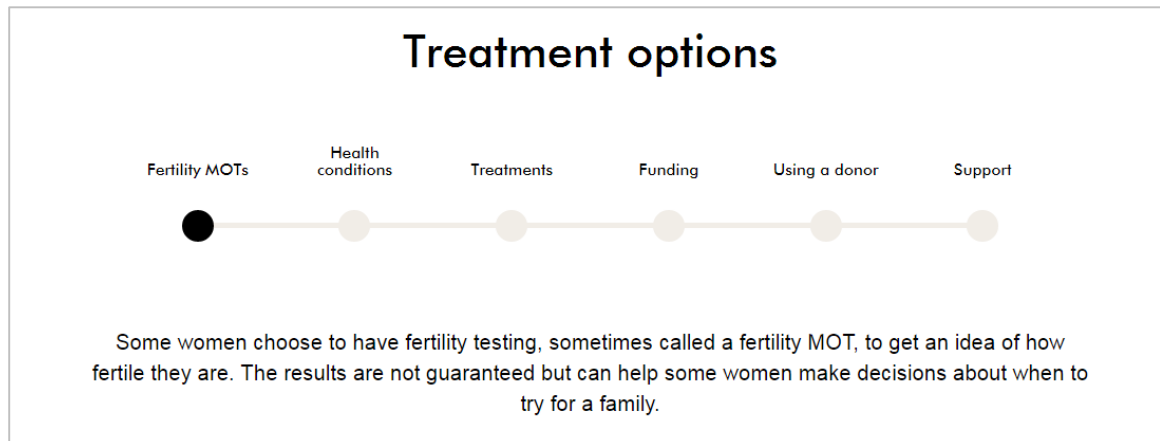 Treatment options
Fertility MOTs
Health
conditions
Treatments
Funding
Using a donor
Support
Some women choose to have fertility testing, sometimes called a fertility MOT, to get an idea of how
fertile they are. The results are not guaranteed but can help some women make decisions about when to
try for a family.